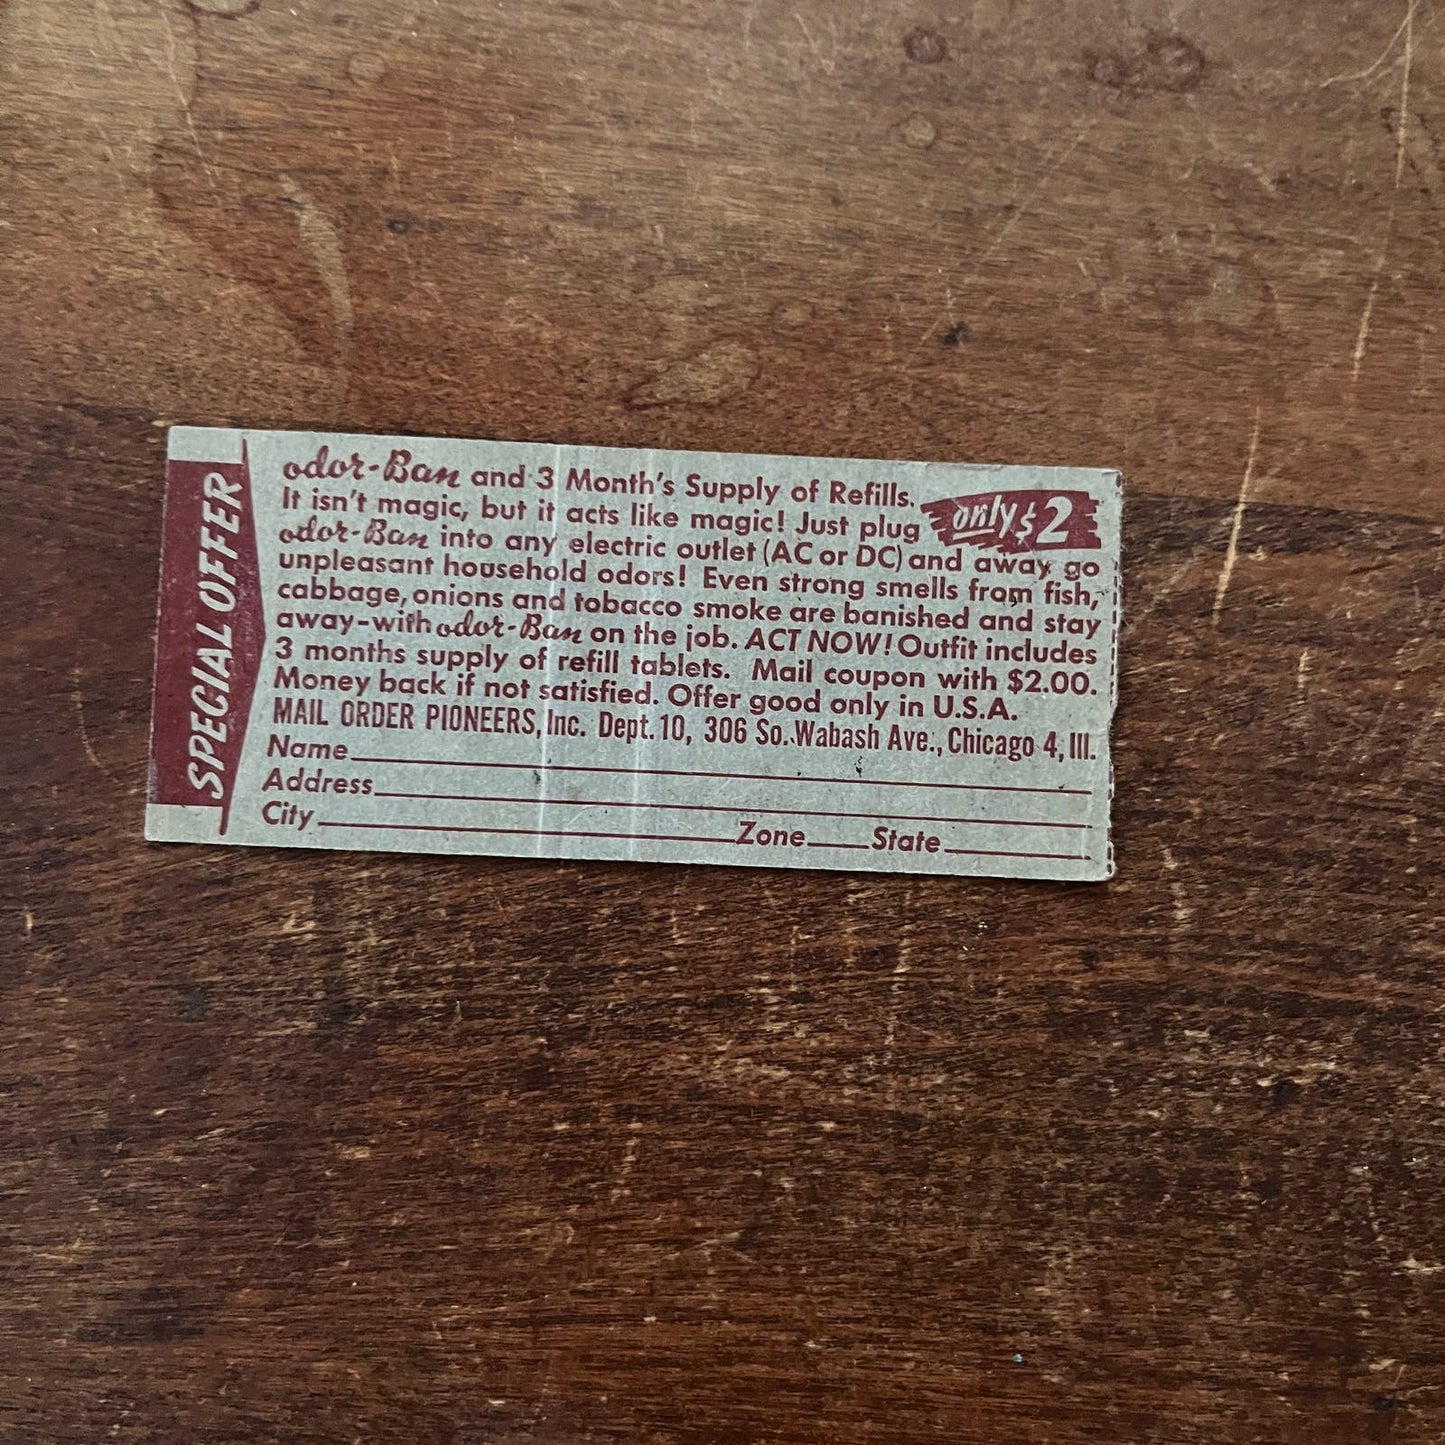 SPECIAL OFFER
odor-Ban and 3 Month's Supply of Refills.
only $2
It isn't magic, but it acts like magic! Just plug
odor-Ban into any electric outlet (AC or DC) and away go
unpleasant household odors! Even strong smells from fish,
cabbage, onions and tobacco smoke are banished and stay
away-with odor-Ban on the job. ACT NOW! Outfit includes
3 months supply of refill tablets. Mail coupon with $2.00.
Money back if not satisfied. Offer good only in U.S.A.
MAIL ORDER PIONEERS, Inc. Dept. 10, 306 So. Wabash Ave., Chicago 4, Ill.
Name
Address
City Zone State